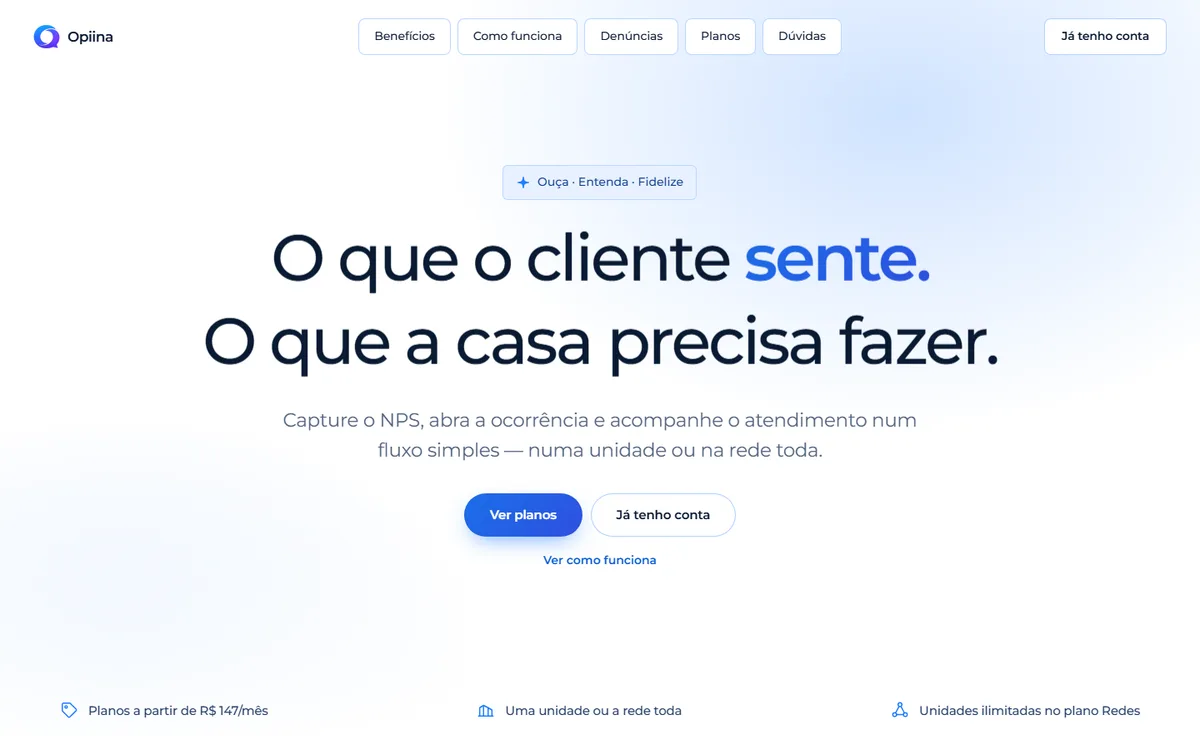 Opiina
Benefícios
Como funciona
Denúncias
Planos
Dúvidas
Já tenho conta
Ouça · Entenda · Fidelize
O que o cliente sente.
O que a casa precisa fazer.
Capture o NPS, abra a ocorrência e acompanhe o atendimento num
fluxo simples — numa unidade ou na rede toda.
Ver planos
Já tenho conta
Ver como funciona
Planos a partir de R$ 147/mês
Uma unidade ou a rede toda
Unidades ilimitadas no plano Redes